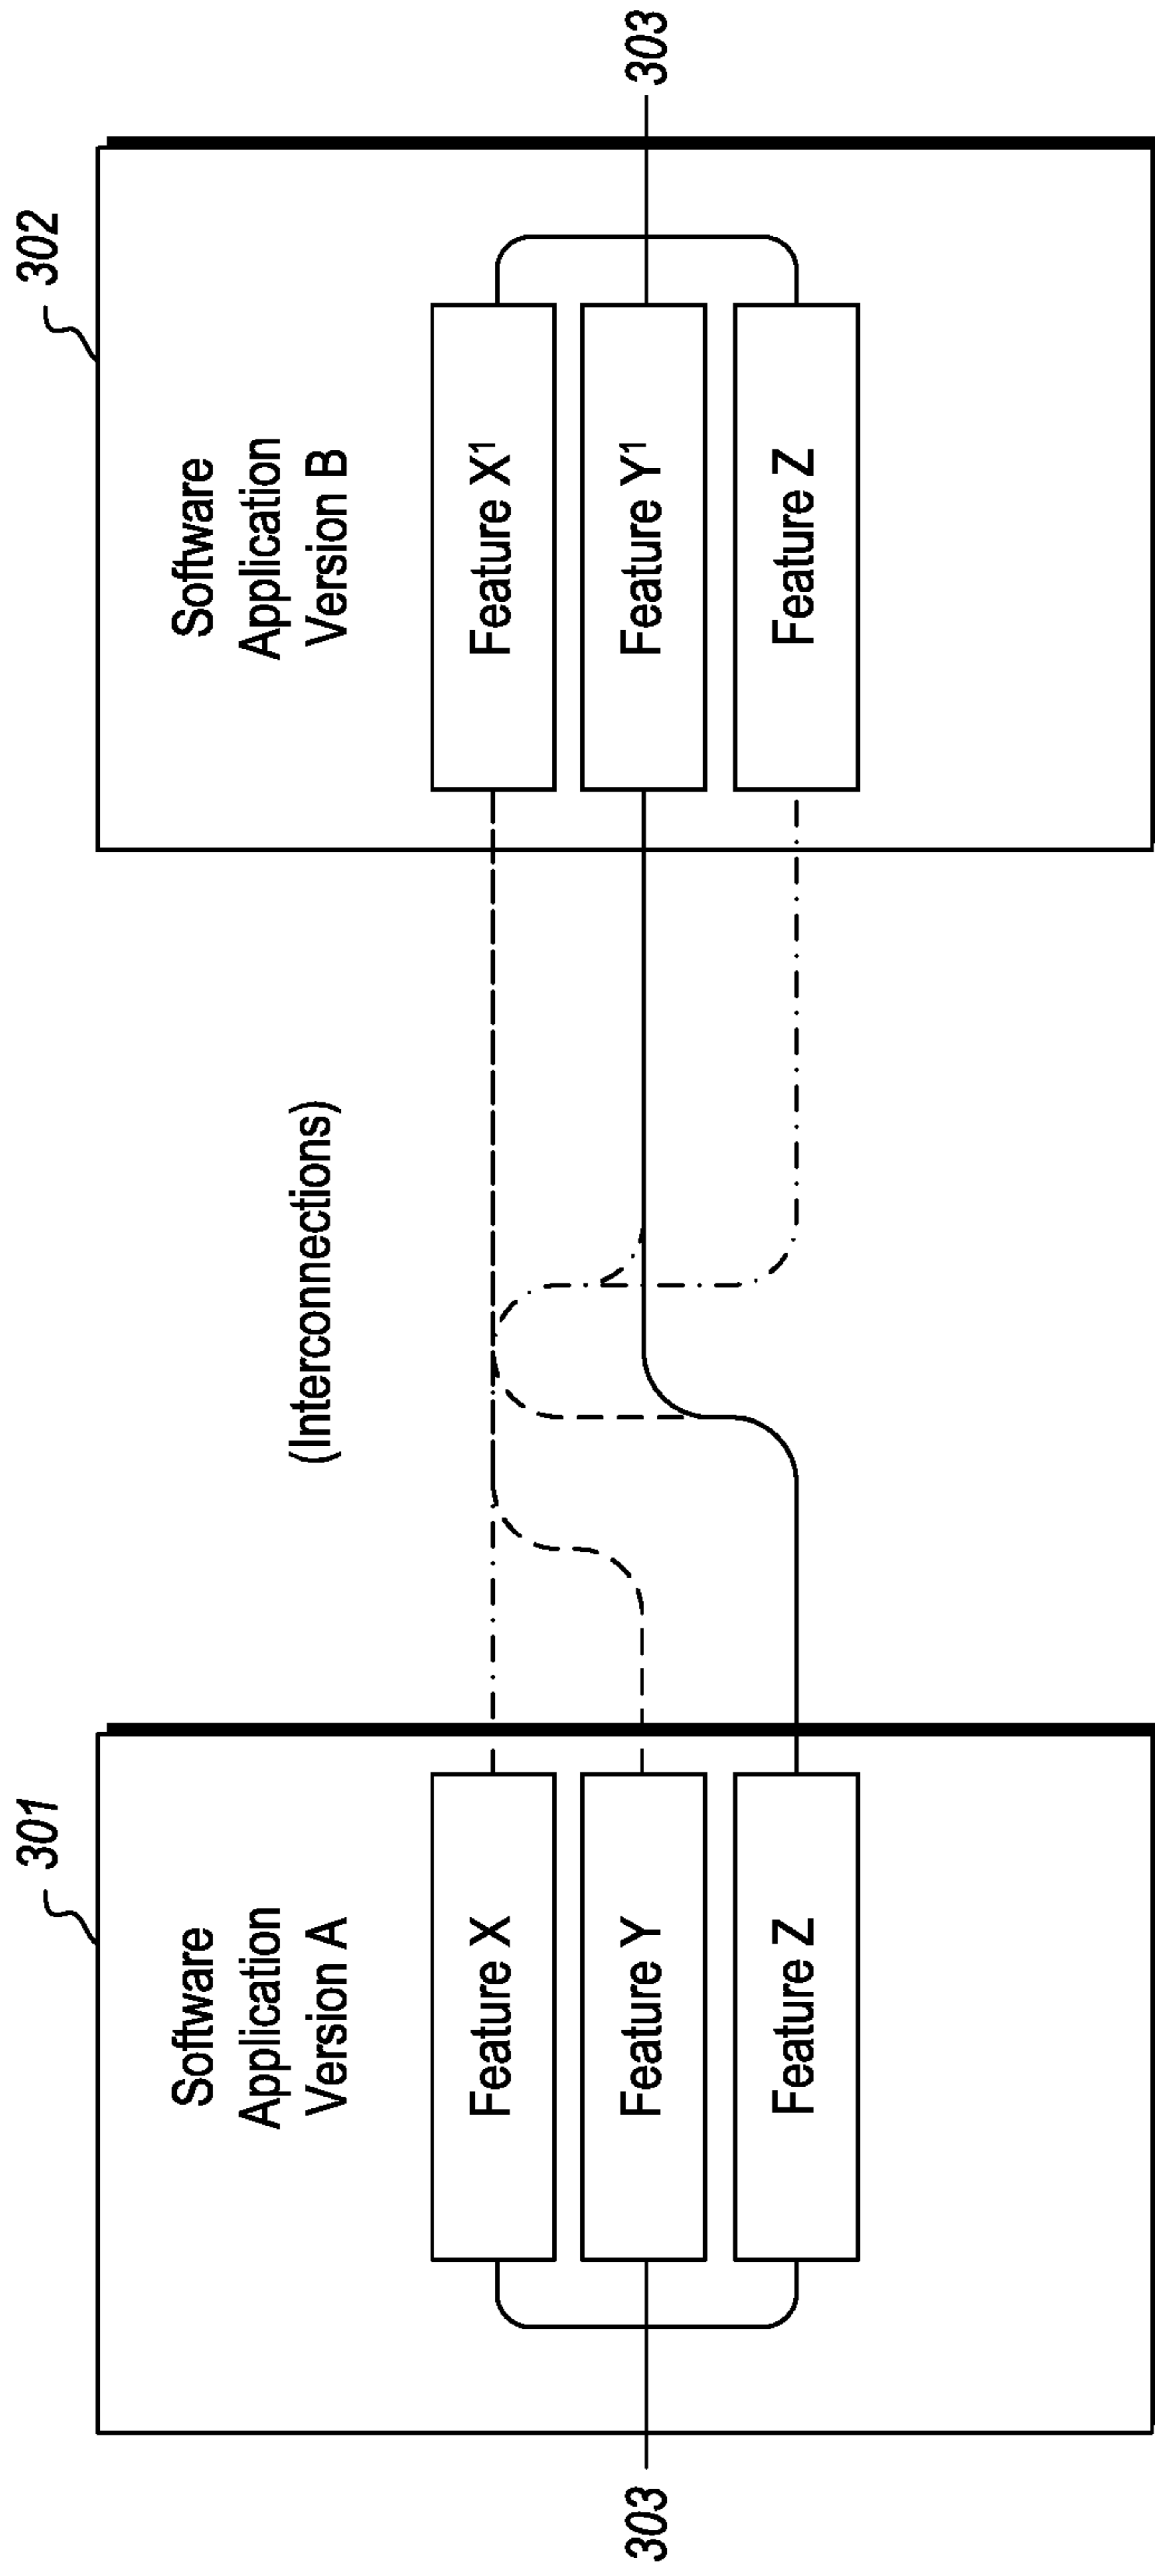 301
302
Software
Application
Version A
Software
Application
Version B
(Interconnections)
Feature X
Feature X¹
303
Feature Y
Feature Y¹
303
Feature Z
Feature Z